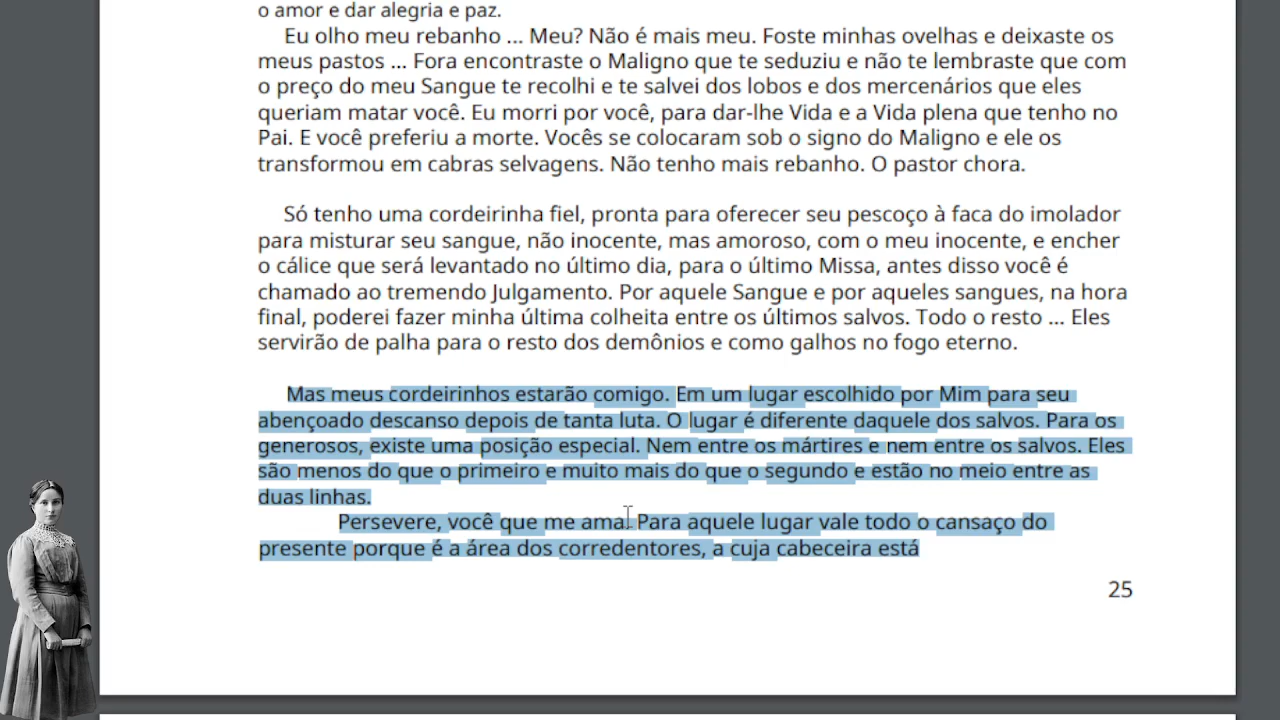 o amor e dar alegria e paz.
Eu olho meu rebanho ... Meu? Não é mais meu. Foste minhas ovelhas e deixaste os
meus pastos ... Fora encontraste o Maligno que te seduziu e não te lembraste que com
o preço do meu Sangue te recolhi e te salvei dos lobos e dos mercenários que eles
queriam matar você. Eu morri por você, para dar-lhe Vida e a Vida plena que tenho no
Pai. E você preferiu a morte. Vocês se colocaram sob o signo do Maligno e ele os
transformou em cabras selvagens. Não tenho mais rebanho. O pastor chora.
Só tenho uma cordeirinha fiel, pronta para oferecer seu pescoço à faca do imolador
para misturar seu sangue, não inocente, mas amoroso, com o meu inocente, e encher
o cálice que será levantado no último dia, para o último Missa, antes disso você é
chamado ao tremendo Julgamento. Por aquele Sangue e por aqueles sangues, na hora
final, poderei fazer minha última colheita entre os últimos salvos. Todo o resto ... Eles
servirão de palha para o resto dos demônios e como galhos no fogo eterno.
Mas meus cordeirinhos estarão comigo. Em um lugar escolhido por Mim para seu
abençoado descanso depois de tanta luta. O lugar é diferente daquele dos salvos. Para os
generosos, existe uma posição especial. Nem entre os mártires e nem entre os salvos. Eles
são menos do que o primeiro e muito mais do que o segundo e estão no meio entre as
duas linhas.
Persevere, você que me ama. Para aquele lugar vale todo o cansaço do
presente porque é a área dos corredentores, a cuja cabeceira está
25